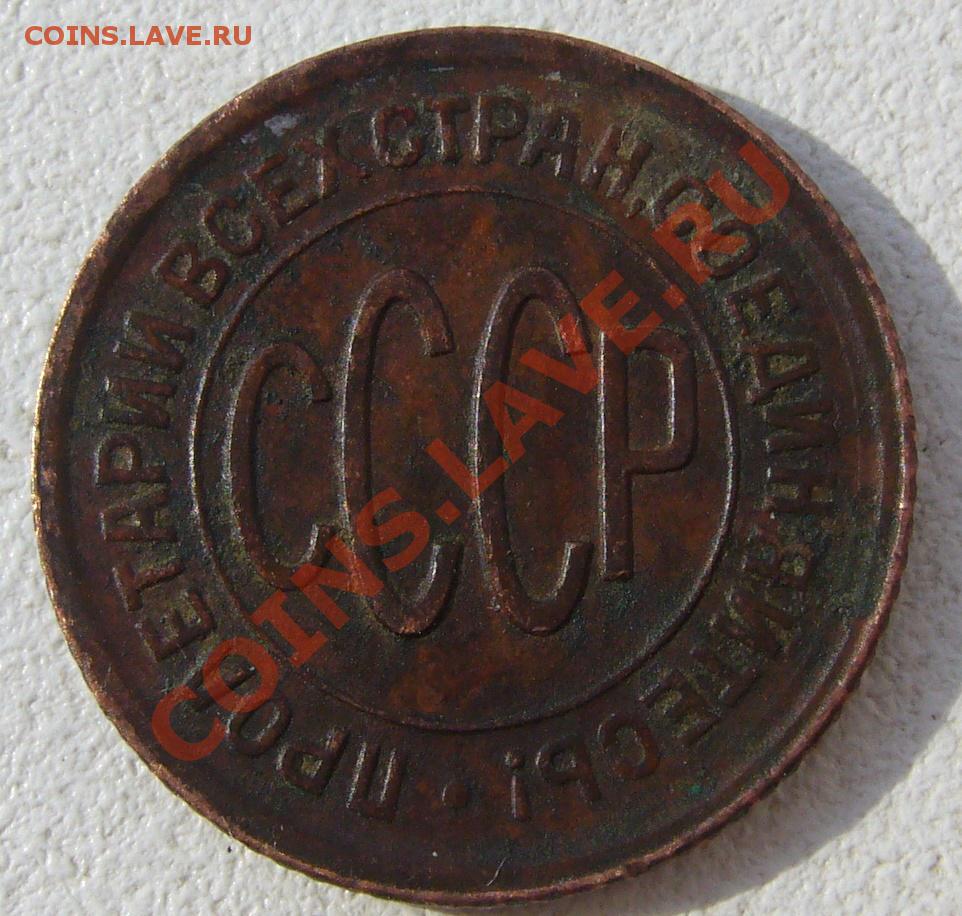 COINS.LAVE.RU
ПРОЛЕТАРИИ ВСЕХ СТРАН, СОЕДИНЯЙТЕСЬ! •
СССР
COINS.LAVE.RU